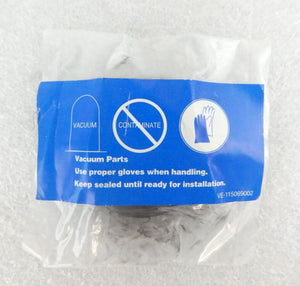 VACUUM
CONTAMINATE
Vacuum Parts
Use proper gloves when handling.
Keep sealed until ready for installation.
VE-115069002